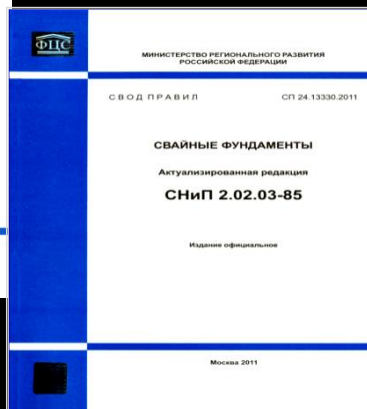 ФЦС
МИНИСТЕРСТВО РЕГИОНАЛЬНОГО РАЗВИТИЯ
РОССИЙСКОЙ ФЕДЕРАЦИИ
СВОД ПРАВИЛ СП 24.13330.2011
СВАЙНЫЕ ФУНДАМЕНТЫ
Актуализированная редакция
СНиП 2.02.03-85
Издание официальное
Москва 2011